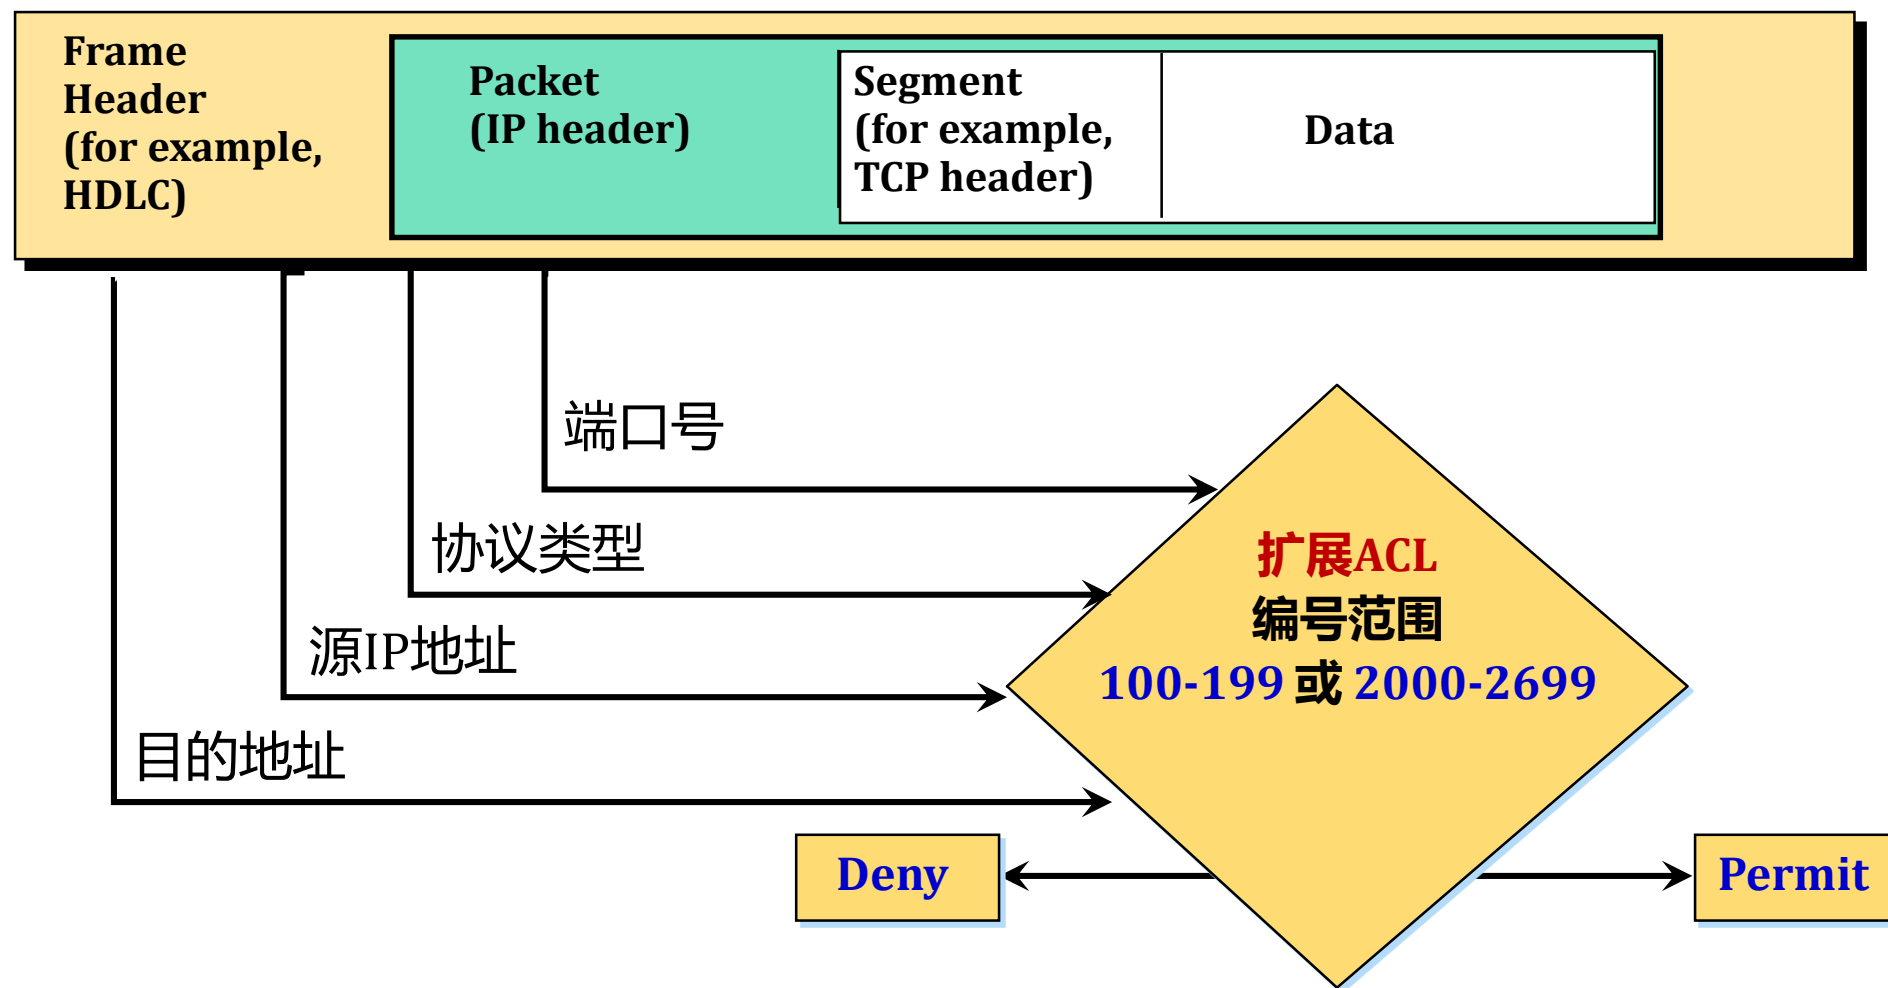 Frame
Header
(for example,
HDLC)
Packet
(IP header)
Segment
(for example,
TCP header)
Data
端口号
协议类型
源IP地址
目的地址
扩展ACL
编号范围
100-199 或 2000-2699
Deny
Permit